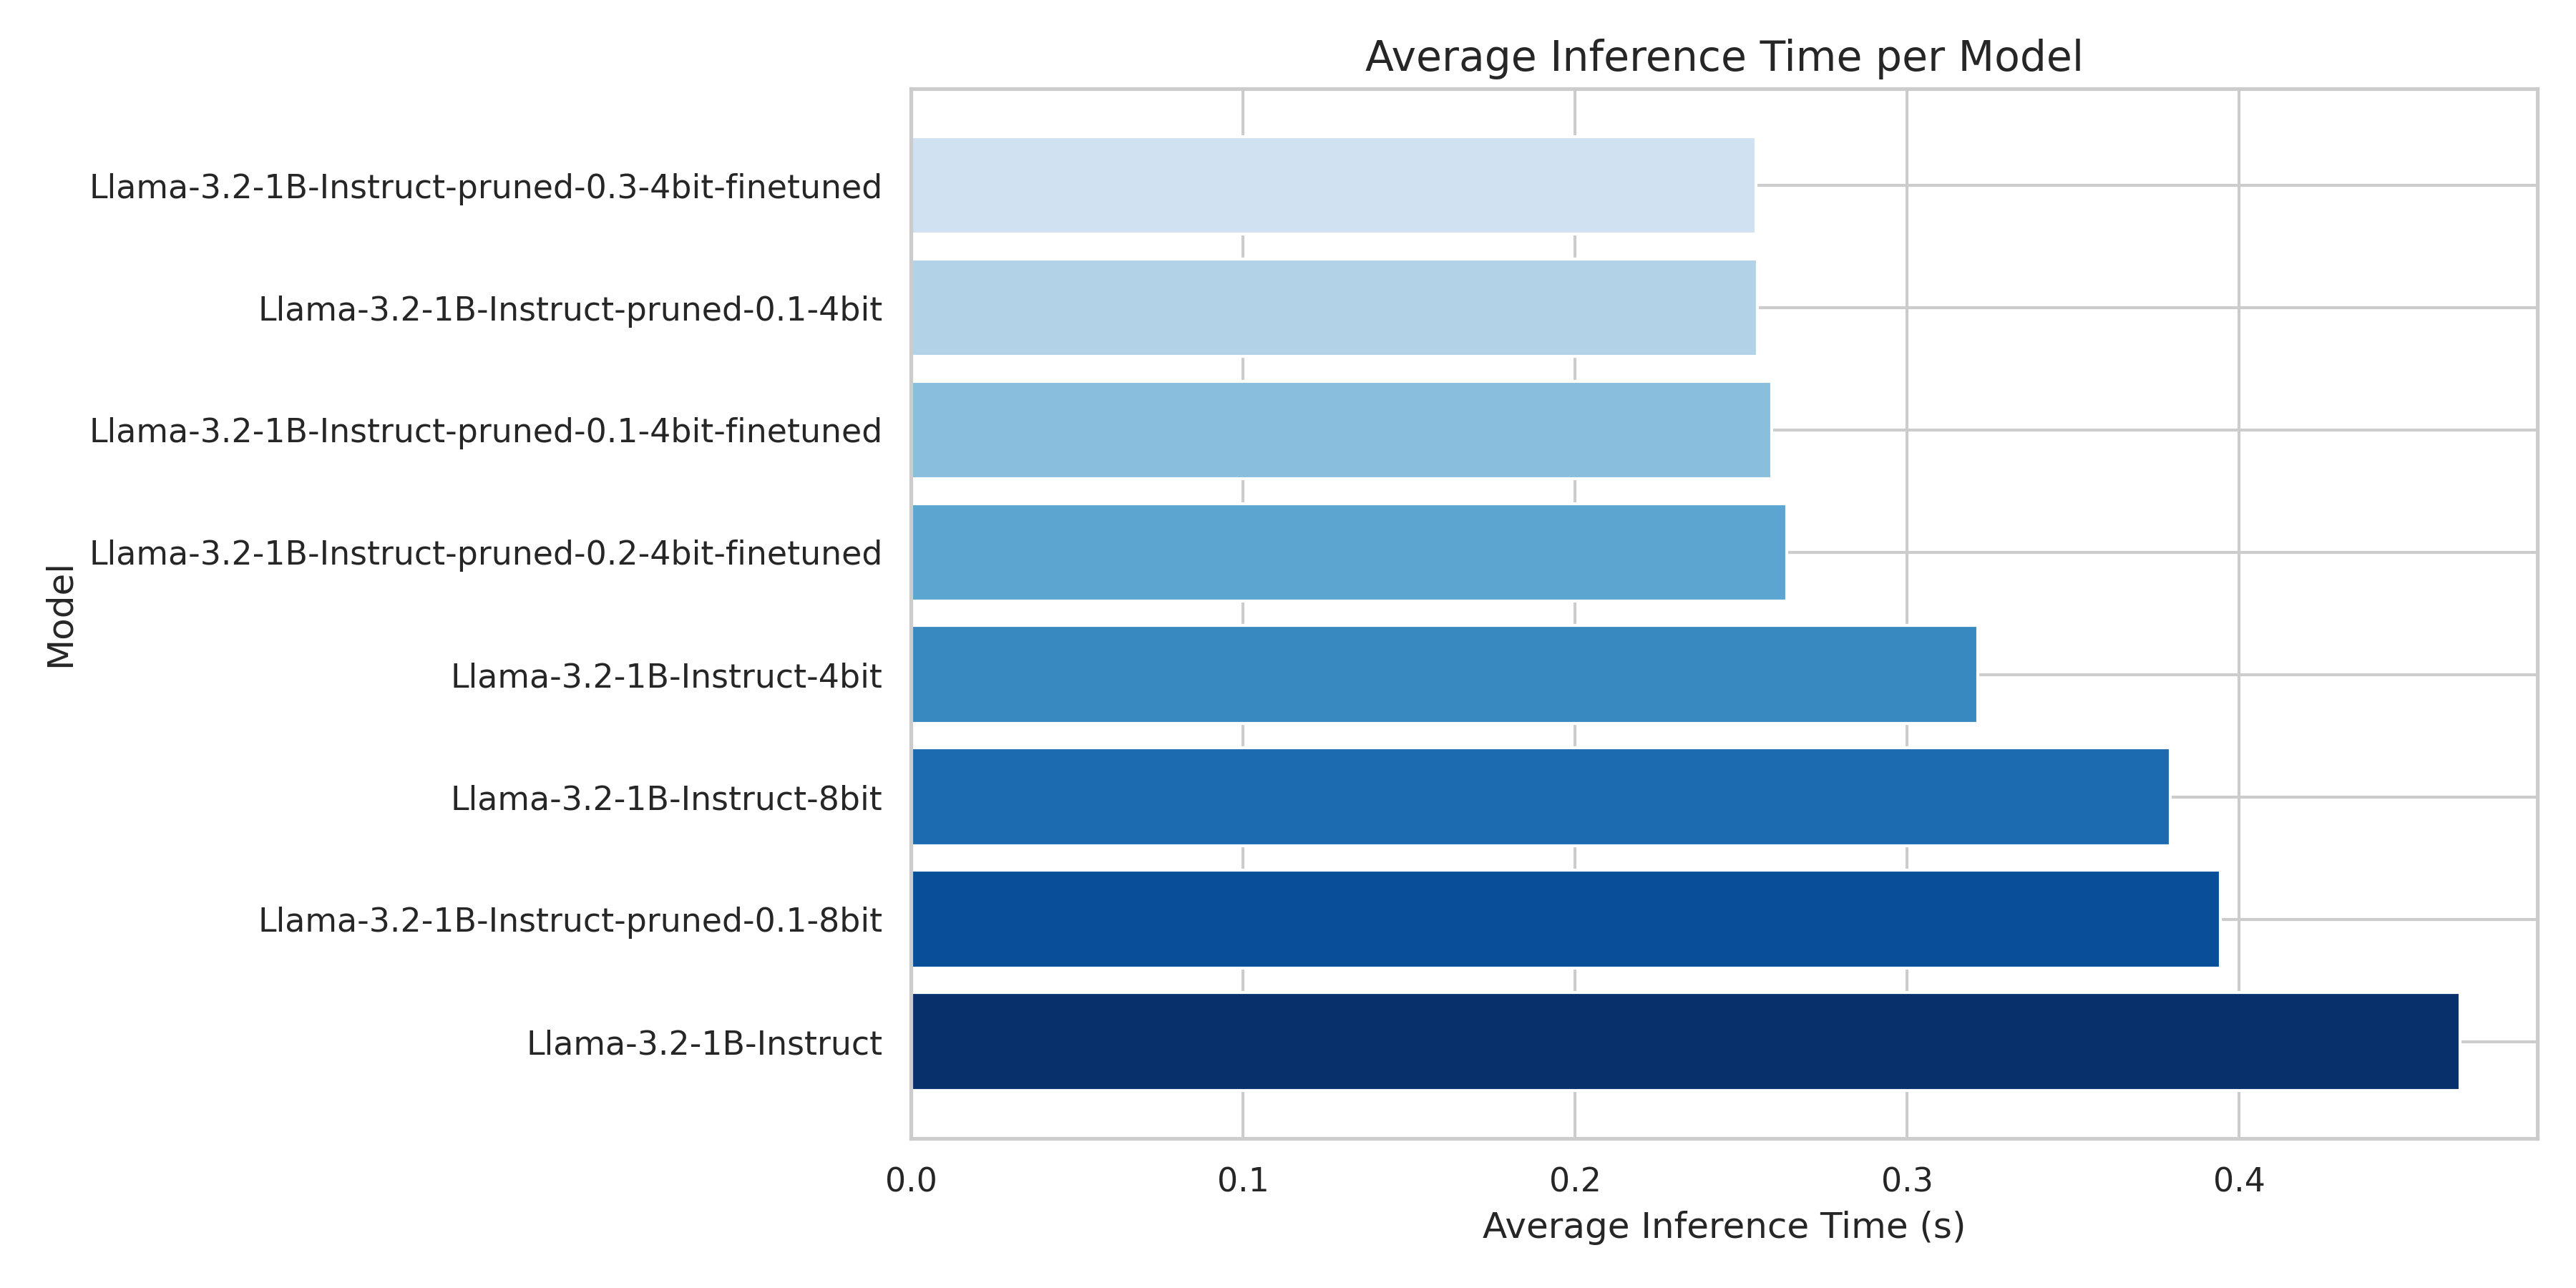 Average Inference Time per Model
Model
Llama-3.2-1B-Instruct-pruned-0.3-4bit-finetuned
Llama-3.2-1B-Instruct-pruned-0.1-4bit
Llama-3.2-1B-Instruct-pruned-0.1-4bit-finetuned
Llama-3.2-1B-Instruct-pruned-0.2-4bit-finetuned
Llama-3.2-1B-Instruct-4bit
Llama-3.2-1B-Instruct-8bit
Llama-3.2-1B-Instruct-pruned-0.1-8bit
Llama-3.2-1B-Instruct
0.0 0.1 0.2 0.3 0.4
Average Inference Time (s)